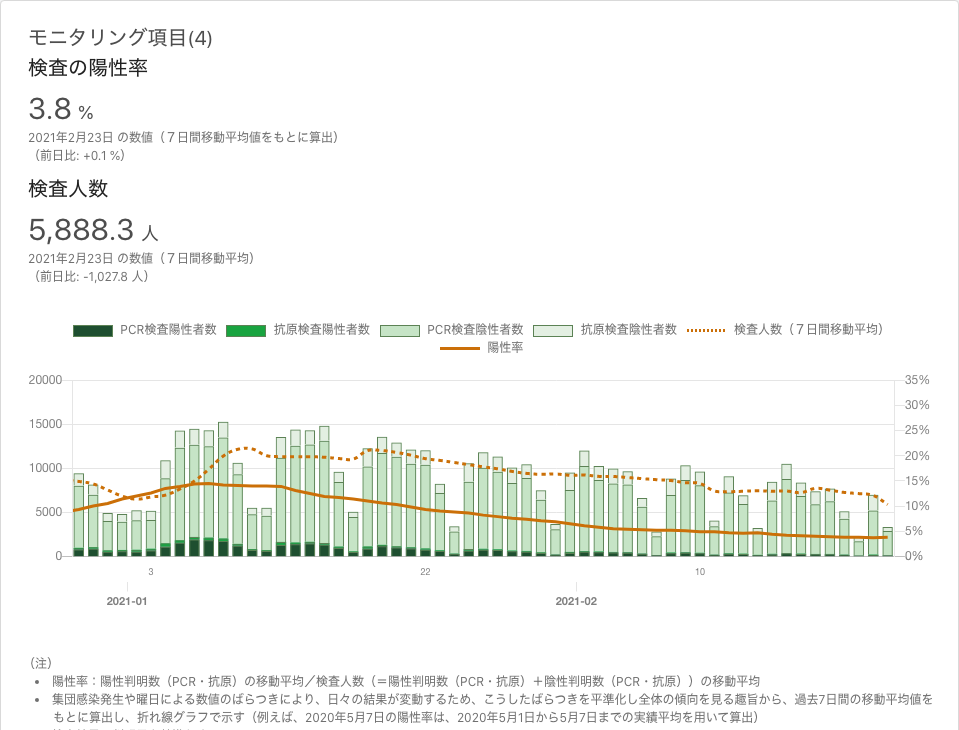 モニタリング項目(4)
検査の陽性率
3.8 %
2021年2月23日 の数値（７日間移動平均値をもとに算出）
（前日比: +0.1 %）
検査人数
5,888.3 人
2021年2月23日 の数値（７日間移動平均）
（前日比: -1,027.8 人）
PCR検査陽性者数 抗原検査陽性者数 PCR検査陰性者数 抗原検査陰性者数 検査人数（７日間移動平均）
陽性率
20000 35%
30%
15000 25%
20%
10000 15%
10%
5000 5%
0 0%
3 22 10
2021-01 2021-02
（注）
• 陽性率：陽性判明数（PCR・抗原）の移動平均／検査人数（＝陽性判明数（PCR・抗原）＋陰性判明数（PCR・抗原））の移動平均
• 集団感染発生や曜日による数値のばらつきにより、日々の結果が変動するため、こうしたばらつきを平準化し全体の傾向を見る趣旨から、過去7日間の移動平均値を
もとに算出し、折れ線グラフで示す（例えば、2020年5月7日の陽性率は、2020年5月1日から5月7日までの実績平均を用いて算出）